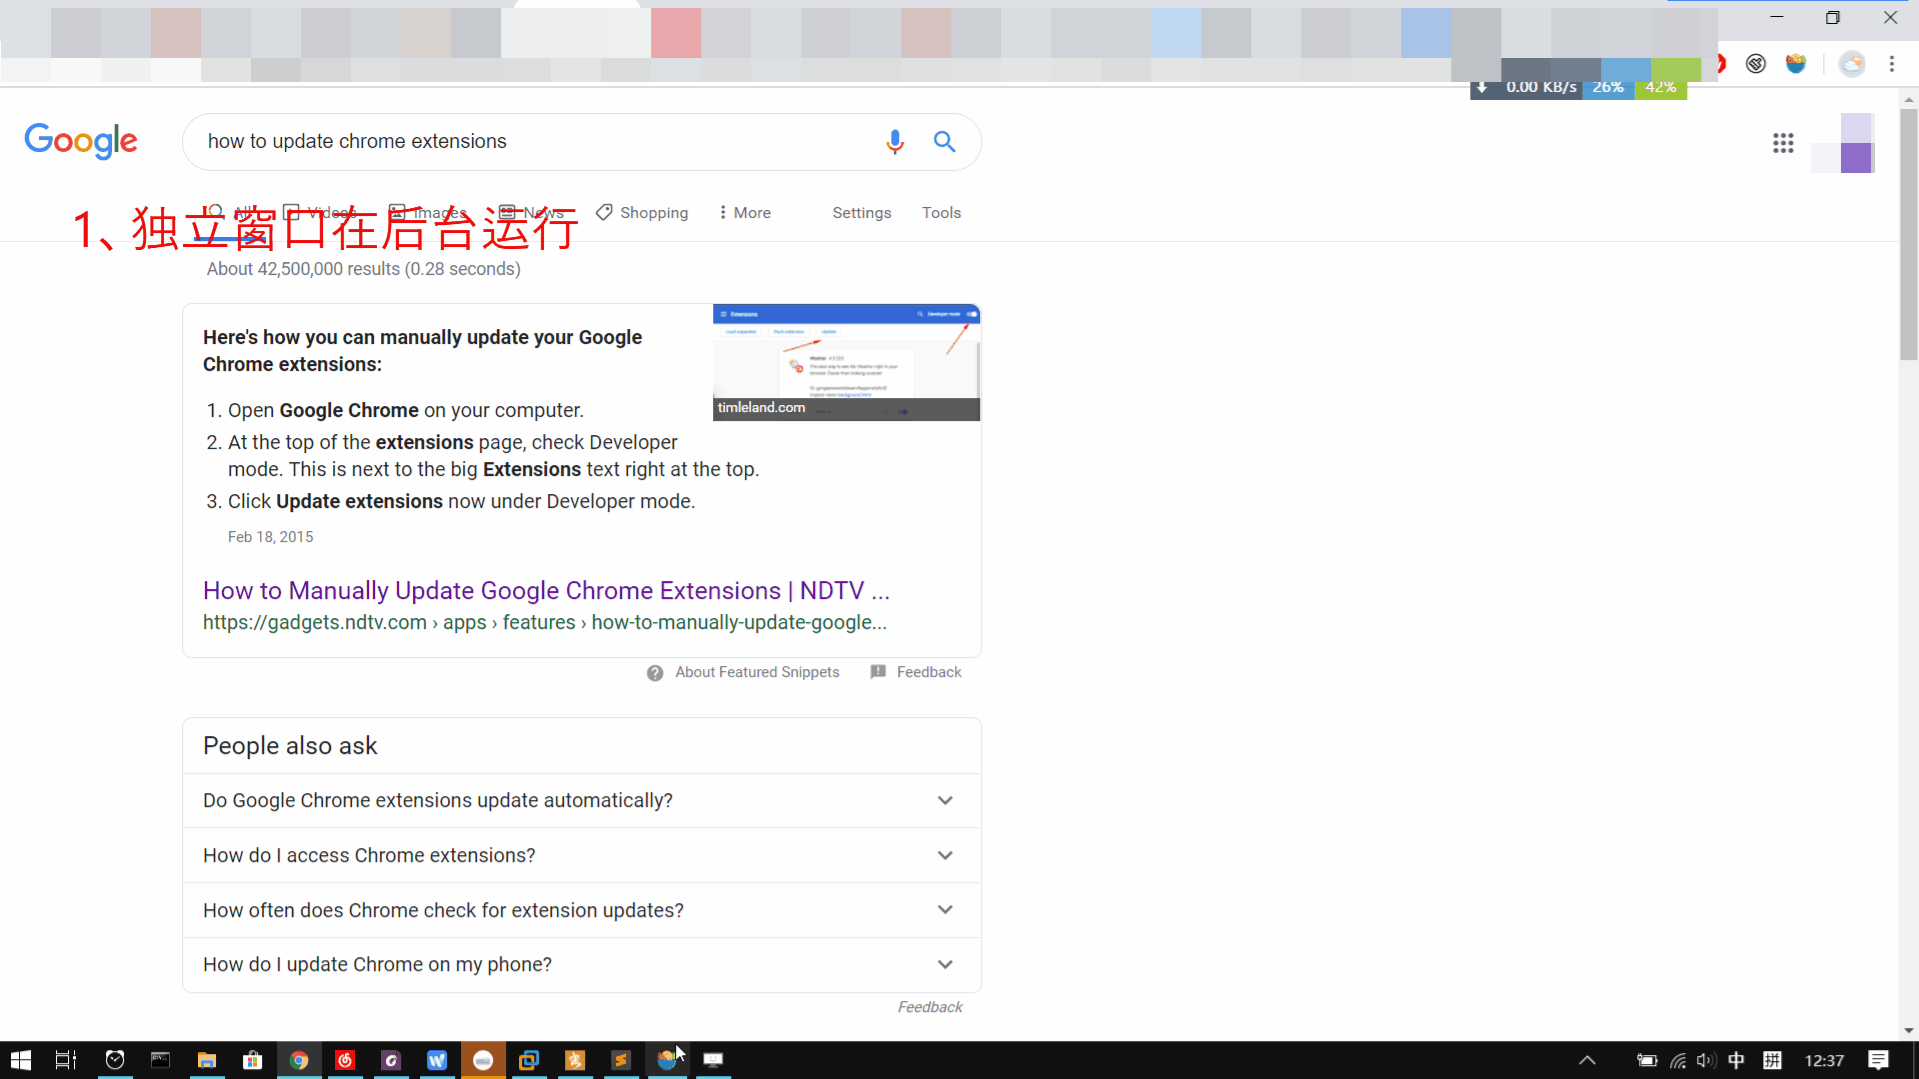 0.00 KB/s 26% 42%
Google
how to update chrome extensions
All Videos Images News Shopping More Settings Tools
1、独立窗口在后台运行
About 42,500,000 results (0.28 seconds)
Here's how you can manually update your Google
Chrome extensions:
1. Open Google Chrome on your computer.
2. At the top of the extensions page, check Developer
mode. This is next to the big Extensions text right at the top.
3. Click Update extensions now under Developer mode.
Feb 18, 2015
Extensions
Developer mode
timleland.com
How to Manually Update Google Chrome Extensions | NDTV ...
https://gadgets.ndtv.com › apps › features › how-to-manually-update-google...
About Featured Snippets Feedback
People also ask
Do Google Chrome extensions update automatically?
How do I access Chrome extensions?
How often does Chrome check for extension updates?
How do I update Chrome on my phone?
Feedback
中 拼 12:37